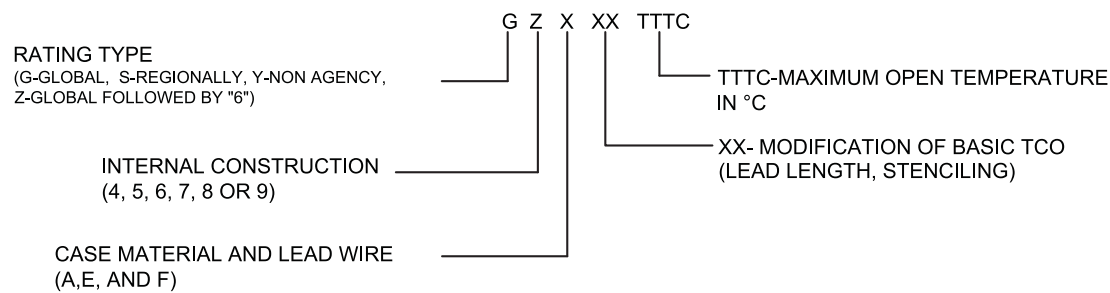 G Z X XX TTTC
RATING TYPE
(G-GLOBAL, S-REGIONALLY, Y-NON AGENCY,
Z-GLOBAL FOLLOWED BY "6")
TTTC-MAXIMUM OPEN TEMPERATURE
IN °C
XX- MODIFICATION OF BASIC TCO
(LEAD LENGTH, STENCILING)
INTERNAL CONSTRUCTION
(4, 5, 6, 7, 8 OR 9)
CASE MATERIAL AND LEAD WIRE
(A,E, AND F)